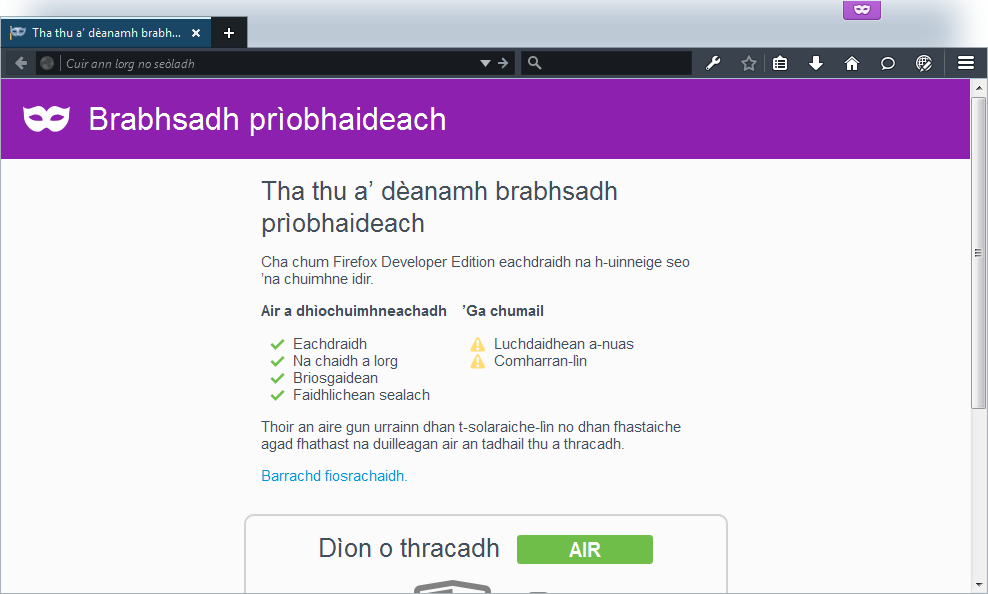 Tha thu a’ dèanamh brabh...
Cuir ann lorg no seòladh
Brabhsadh prìobhaideach
Tha thu a’ dèanamh brabhsadh
prìobhaideach
Cha chum Firefox Developer Edition eachdraidh na h-uinneige seo
’na chuimhne idir.
Air a dhìochuimhneachadh
Eachdraidh
Na chaidh a lorg
Briosgaidean
Faidhlichean sealach
’Ga chumail
Luchdaidhean a-nuas
Comharran-lìn
Thoir an aire gun urrainn dhan t-solaraiche-lìn no dhan fhastaiche
agad fhathast na duilleagan air an tadhail thu a thracadh.
Barrachd fiosrachaidh.
Dìon o thracadh
AIR